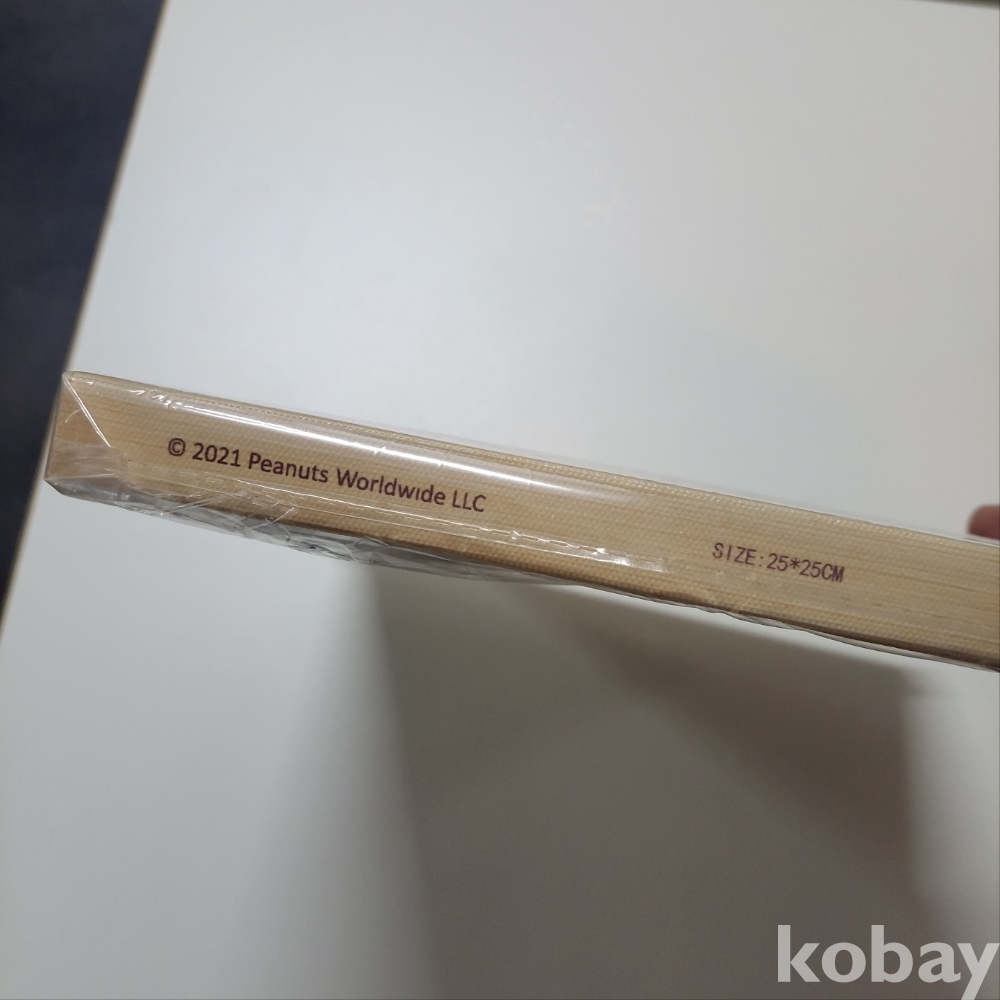 © 2021 Peanuts Worldwide LLC
SIZE:25*25CM
kobay